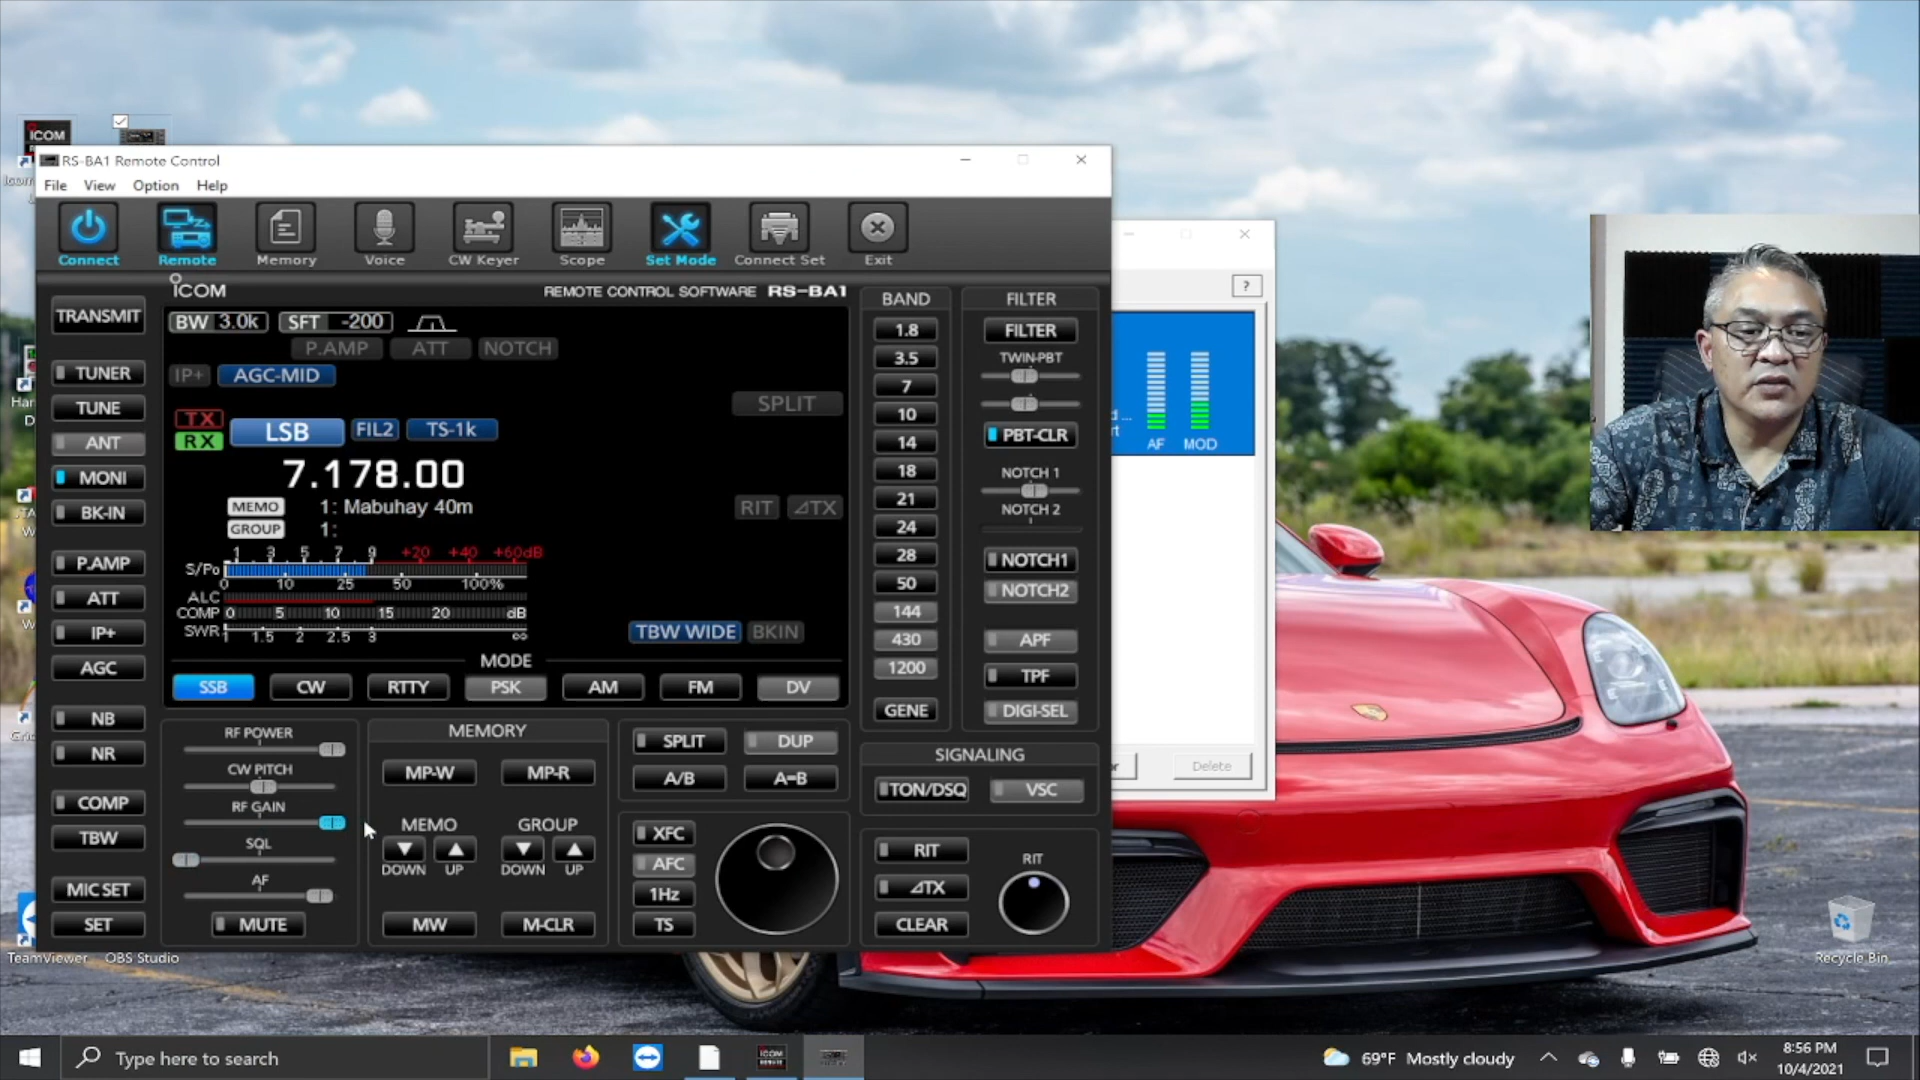 ICOM
RS-BA1 Remote Control
File View Option Help
Connect Remote Memory Voice CW Keyer Scope Set Mode Connect Set Exit
?
ICOM
REMOTE CONTROL SOFTWARE RS-BA1
TRANSMIT
TUNER
TUNE
ANT
MONI
BK-IN
P.AMP
ATT
IP+
AGC
NB
NR
COMP
TBW
MIC SET
SET
BW 3.0k SFT -200
P.AMP ATT NOTCH
IP+ AGC-MID
SPLIT
TX
RX LSB FIL2 TS-1k
7.178.00
MEMO 1: Mabuhay 40m
RIT ⊿TX
GROUP 1:
1 3 5 7 9 +20 +40 +60dB
S/Po
0 10 25 50 100%
ALC
COMP 0 5 10 15 20 dB
SWR 1 1.5 2 2.5 3 ∞
TBW WIDE BKIN
MODE
SSB CW RTTY PSK AM FM DV
RF POWER
CW PITCH
RF GAIN
SQL
AF
MUTE
MEMORY
MP-W MP-R
MEMO GROUP
DOWN UP DOWN UP
MW M-CLR
SPLIT DUP
A/B A=B
XFC
AFC
1Hz
TS
BAND
1.8
3.5
7
10
14
18
21
24
28
50
144
430
1200
GENE
FILTER
FILTER
TWIN-PBT
PBT-CLR
NOTCH 1
NOTCH 2
NOTCH1
NOTCH2
APF
TPF
DIGI-SEL
SIGNALING
TON/DSQ VSC
RIT
⊿TX
CLEAR
RIT
AF MOD
Delete
TeamViewer OBS Studio
Recycle Bin
Type here to search
ICOM
69°F Mostly cloudy
8:56 PM
10/4/2021